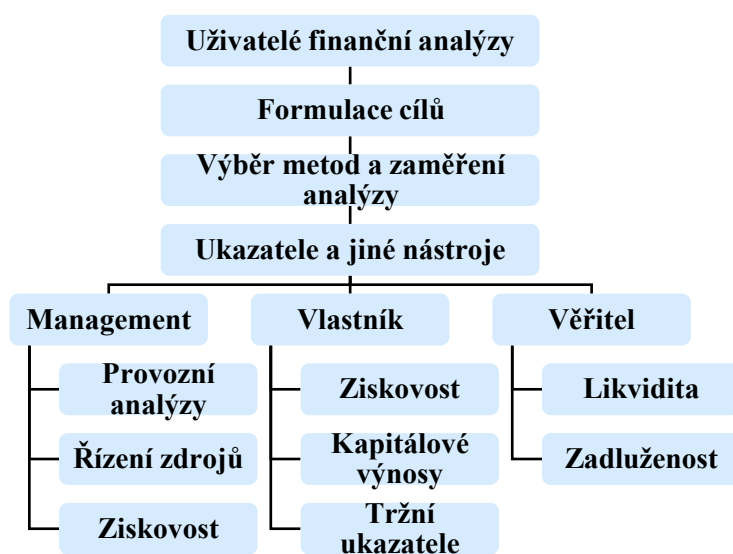 Uživatelé finanční analýzy
Formulace cílů
Výběr metod a zaměření
analýzy
Ukazatele a jiné nástroje
Management
Provozní
analýzy
Řízení zdrojů
Ziskovost
Vlastník
Ziskovost
Kapitálové
výnosy
Tržní
ukazatele
Věřitel
Likvidita
Zadluženost